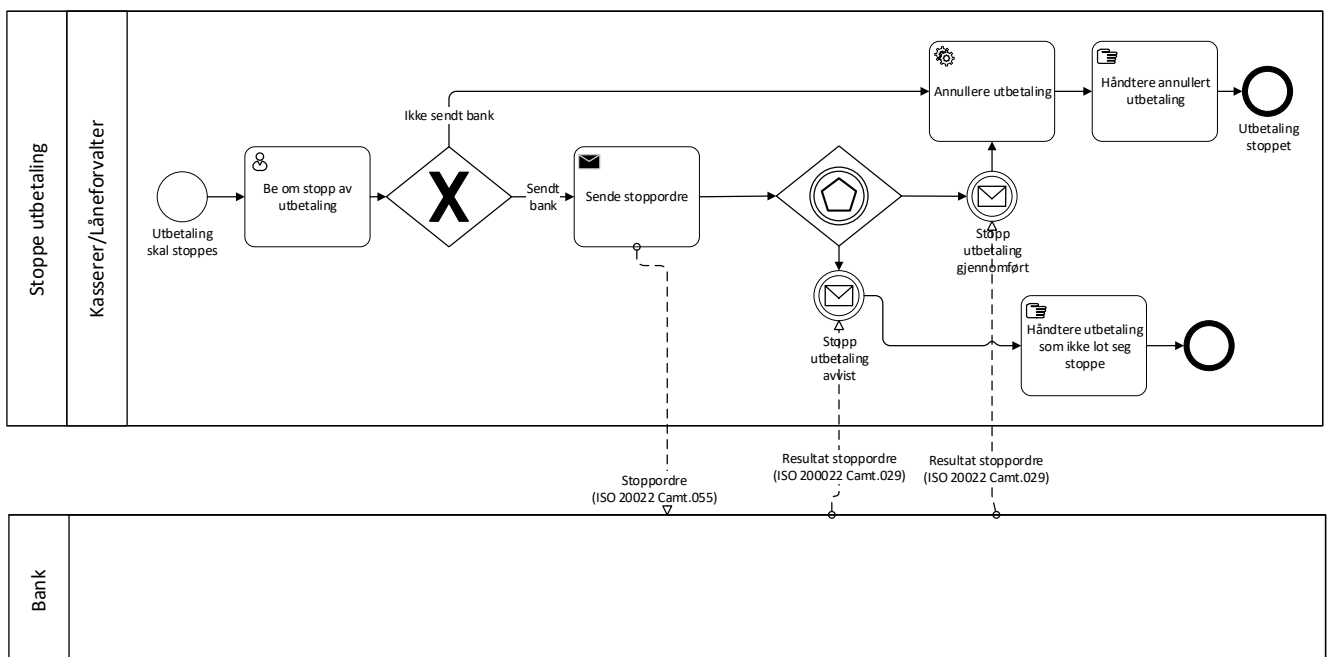 Stoppe utbetaling
Kasserer/Låneforvalter
Utbetaling
skal stoppes
Be om stopp av
utbetaling
X
Ikke sendt bank
Sendt
bank
Sende stoppordre
Annullere utbetaling
Håndtere annullert
utbetaling
Utbetaling
stoppet
Stopp
utbetaling
gjennomført
Stopp
utbetaling
avvist
Håndtere utbetaling
som ikke lot seg
stoppe
Stoppordre
(ISO 20022 Camt.055)
Resultat stoppordre
(ISO 200022 Camt.029)
Resultat stoppordre
(ISO 20022 Camt.029)
Bank